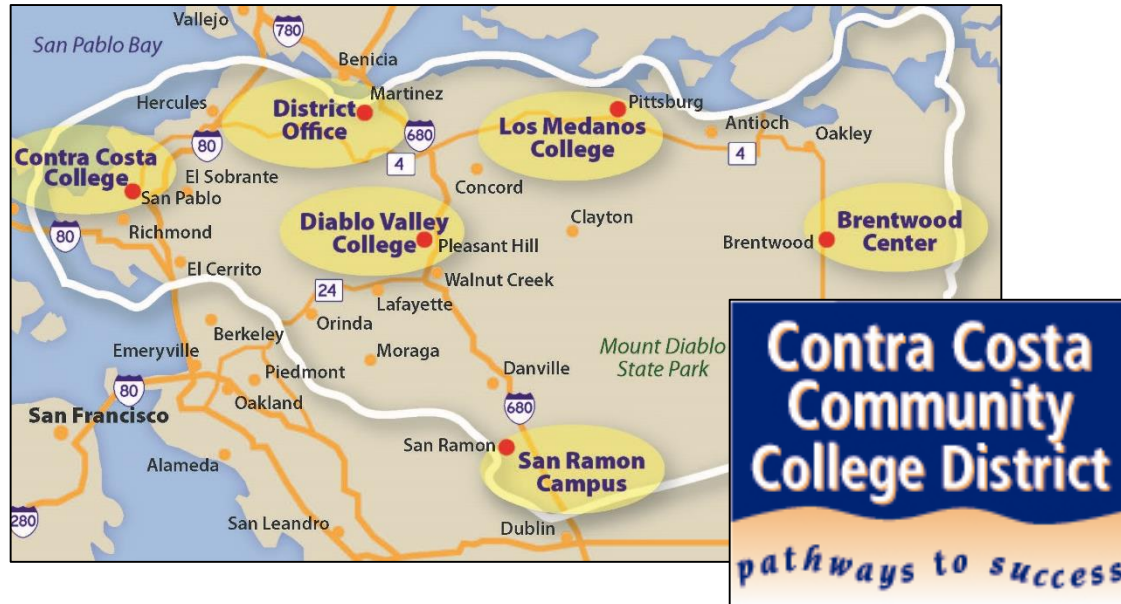 Vallejo
780
San Pablo Bay
Benicia
Hercules
District
Office
Martinez
Pittsburg
Los Medanos
College
Antioch
Oakley
80
680
4
4
Contra Costa
College
El Sobrante
San Pablo
Concord
Clayton
Diablo Valley
College
Pleasant Hill
Brentwood
Brentwood
Center
80
Richmond
El Cerrito
Walnut Creek
24
Lafayette
Orinda
Berkeley
Moraga
Mount Diablo
State Park
Emeryville
Piedmont
Danville
80
Oakland
680
San Francisco
San Ramon
San Ramon
Campus
Alameda
280
San Leandro
Dublin
Contra Costa
Community
College District
pathways to success